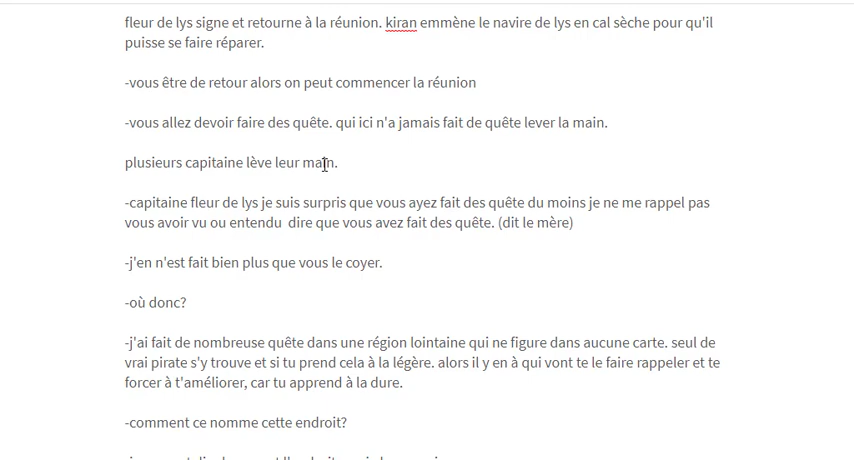 fleur de lys signe et retourne à la réunion. kiran emmène le navire de lys en cal sèche pour qu'il
puisse se faire réparer.
-vous être de retour alors on peut commencer la réunion
-vous allez devoir faire des quête. qui ici n'a jamais fait de quête lever la main.
plusieurs capitaine lève leur main.
-capitaine fleur de lys je suis surpris que vous ayez fait des quête du moins je ne me rappel pas
vous avoir vu ou entendu  dire que vous avez fait des quête. (dit le mère)
-j'en n'est fait bien plus que vous le coyer.
-où donc?
-j'ai fait de nombreuse quête dans une région lointaine qui ne figure dans aucune carte. seul de
vrai pirate s'y trouve et si tu prend cela à la légère. alors il y en à qui vont te le faire rappeler et te
forcer à t'améliorer, car tu apprend à la dure.
-comment ce nomme cette endroit?